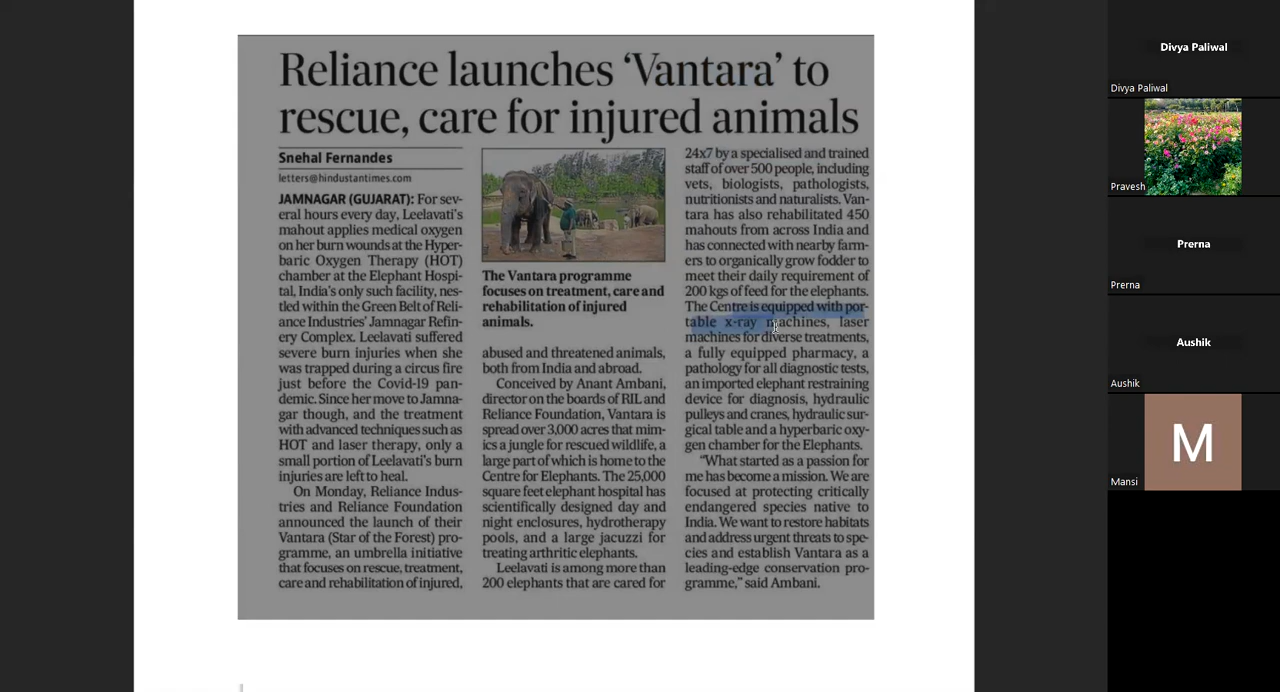 Reliance launches ‘Vantara’ to
rescue, care for injured animals
Snehal Fernandes
letters@hindustantimes.com
JAMNAGAR (GUJARAT): For sev-
eral hours every day, Leelavati's
mahout applies medical oxygen
on her burn wounds at the Hyper-
baric Oxygen Therapy (HOT)
chamber at the Elephant Hospi-
tal, India's only such facility, nes-
tled within the Green Belt of Reli-
ance Industries' Jamnagar Refin-
ery Complex. Leelavati suffered
severe burn injuries when she
was trapped during a circus fire
just before the Covid-19 pan-
demic. Since her move to Jamna-
gar though, and the treatment
with advanced techniques such as
HOT and laser therapy, only a
small portion of Leelavati's burn
injuries are left to heal.
On Monday, Reliance Indus-
tries and Reliance Foundation
announced the launch of their
Vantara (Star of the Forest) pro-
gramme, an umbrella initiative
that focuses on rescue, treatment,
care and rehabilitation of injured,
The Vantara programme
focuses on treatment, care and
rehabilitation of injured
animals.
abused and threatened animals,
both from India and abroad.
Conceived by Anant Ambani,
director on the boards of RIL and
Reliance Foundation, Vantara is
spread over 3,000 acres that mim-
ics a jungle for rescued wildlife, a
large part of which is home to the
Centre for Elephants. The 25,000
square feet elephant hospital has
scientifically designed day and
night enclosures, hydrotherapy
pools, and a large jacuzzi for
treating arthritic elephants.
Leelavati is among more than
200 elephants that are cared for
24x7 by a specialised and trained
staff of over 500 people, including
vets, biologists, pathologists,
nutritionists and naturalists. Van-
tara has also rehabilitated 450
mahouts from across India and
has connected with nearby farm-
ers to organically grow fodder to
meet their daily requirement of
200 kgs of feed for the elephants.
The Centre is equipped with por-
table x-ray machines, laser
machines for diverse treatments,
a fully equipped pharmacy, a
pathology for all diagnostic tests,
an imported elephant restraining
device for diagnosis, hydraulic
pulleys and cranes, hydraulic sur-
gical table and a hyperbaric oxy-
gen chamber for the Elephants.
“What started as a passion for
me has become a mission. We are
focused at protecting critically
endangered species native to
India. We want to restore habitats
and address urgent threats to spe-
cies and establish Vantara as a
leading-edge conservation pro-
gramme,” said Ambani.
Divya Paliwal
Divya Paliwal
Pravesh
Prerna
Prerna
Aushik
Aushik
M
Mansi